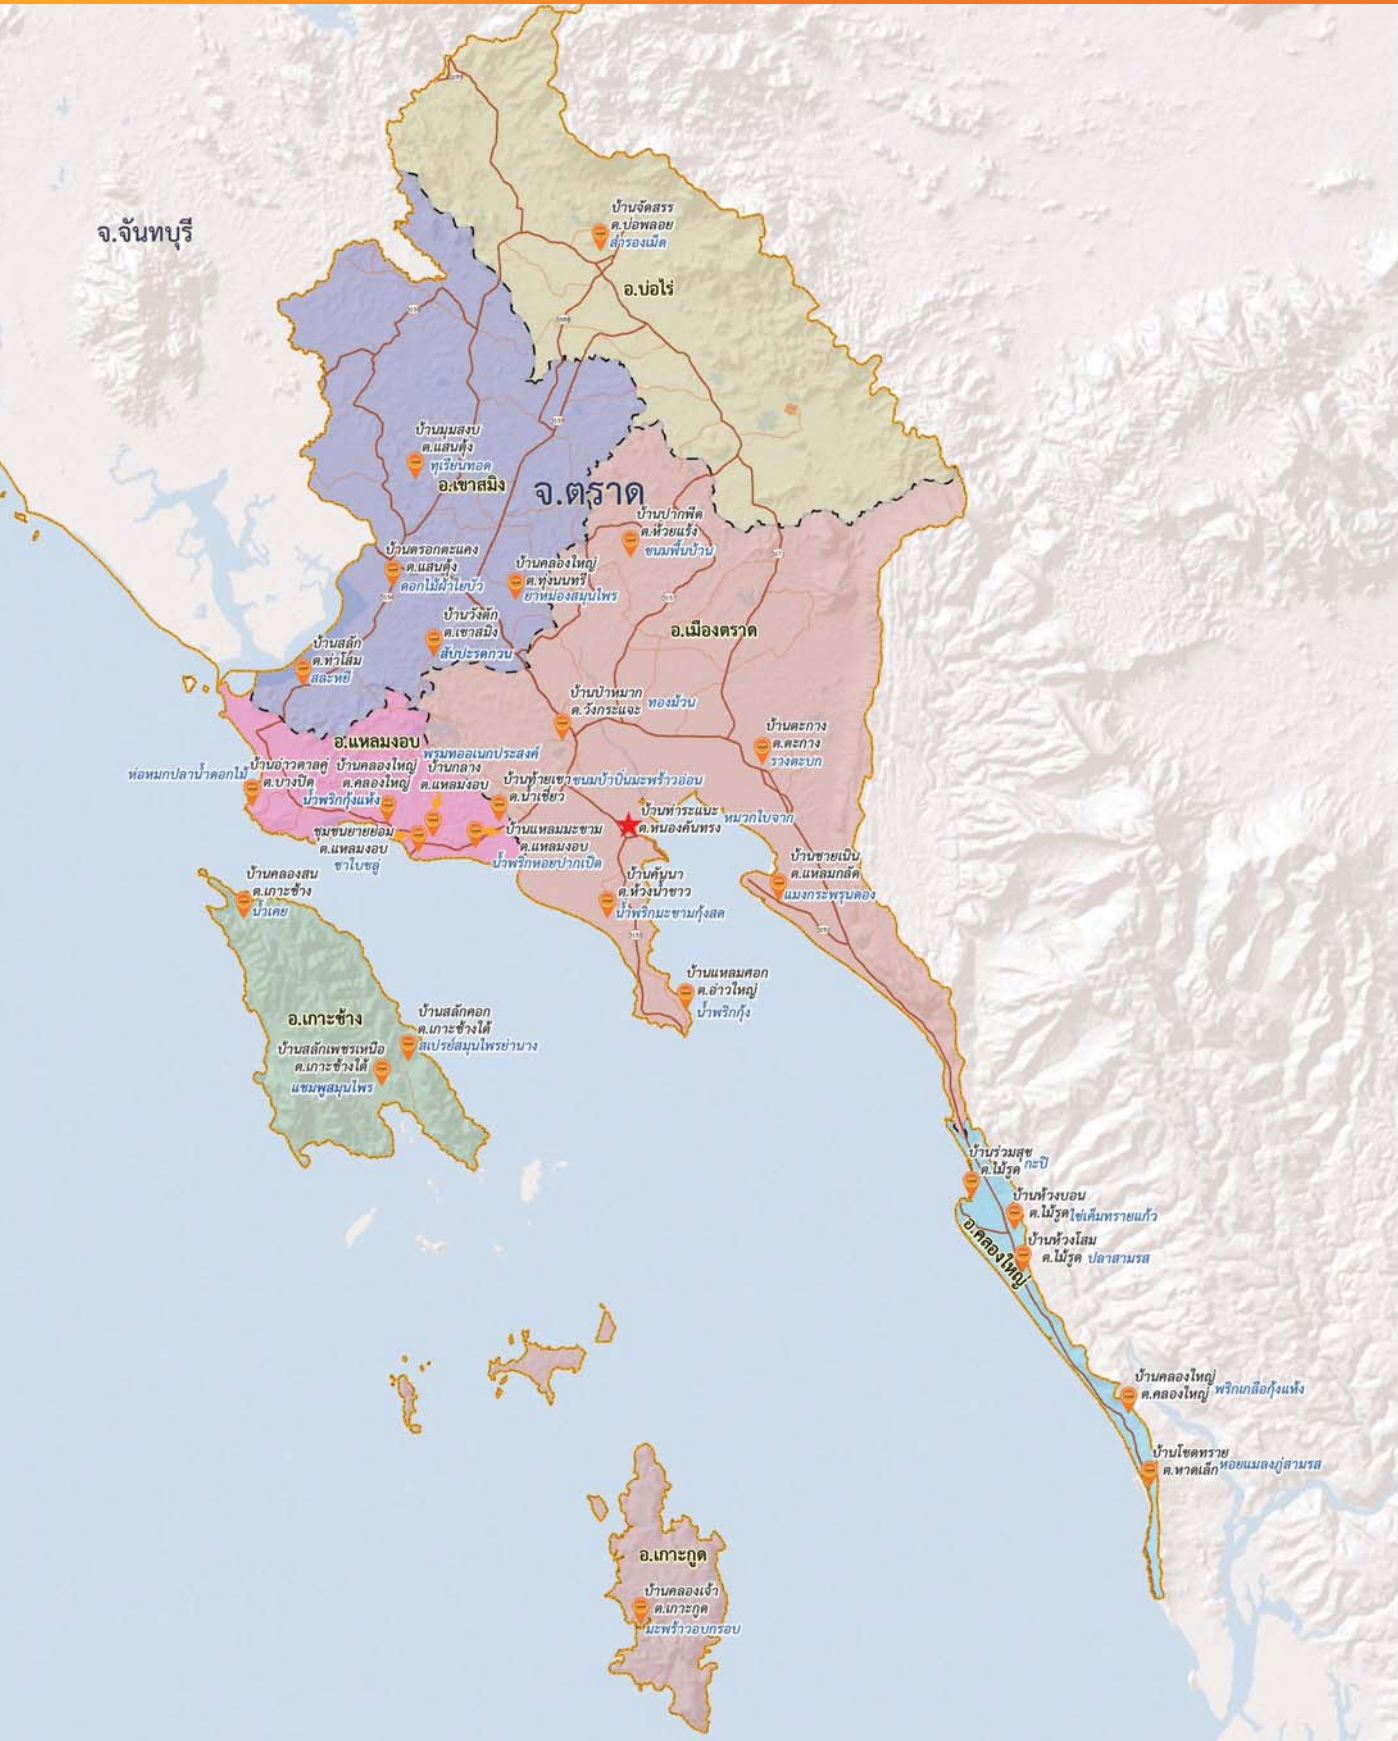 จ.จันทบุรี
บ้านจัดสรร
ต.บ่อพลอย
สำรองเม็ด
อ.บ่อไร่
บ้านมุมสงบ
ต.แสนตุ้ง
ทุเรียนทอด
อ.เขาสมิง
จ.ตราด
บ้านปากพีด
ต.ห้วยแร้ง
ขนมพื้นบ้าน
บ้านตรอกตะแคง
ต.แสนตุ้ง
ดอกไม้ผ้าใยบัว
บ้านคลองใหญ่
ต.ทุ่งนนทรี
ยาหม่องสมุนไพร
บ้านวังตัก
ต.เขาสมิง
สับปะรดกวน
อ.เมืองตราด
บ้านสลัก
ต.ท่าโสม
สละหยี
บ้านป่าหมาก
ต.วังกระแจะ
ทองม้วน
บ้านตะกาง
ต.ตะกาง
รางตะบก
อ.แหลมงอบ
พรมทออเนกประสงค์
ห่อหมกปลาน้ำดอกไม้
บ้านอ่าวตาลคู่
ต.บางปิด
บ้านคลองใหญ่
ต.คลองใหญ่
น้ำพริกกุ้งแห้ง
บ้านกลาง
ต.แหลมงอบ
บ้านท้ายเขา
ต.น้ำเชี่ยว
ขนมป้าปิ่นมะพร้าวอ่อน
บ้านท่าระแนะ
ต.หนองคันทรง
หมวกใบจาก
ชุมชนยายย่อม
ต.แหลมงอบ
ชาใบขลู่
บ้านแหลมมะขาม
ต.แหลมงอบ
น้ำพริกหอยปากเป็ด
บ้านคันนา
ต.ห้วงน้ำขาว
น้ำพริกมะขามกุ้งสด
บ้านชายเนิน
ต.แหลมกลัด
แมงกระพรุนดอง
บ้านคลองสน
ต.เกาะช้าง
น้ำเคย
บ้านแหลมศอก
ต.อ่าวใหญ่
น้ำพริกกุ้ง
อ.เกาะช้าง
บ้านสลักคอก
ต.เกาะช้างใต้
สเปรย์สมุนไพรย่านาง
บ้านสลักเพชรเหนือ
ต.เกาะช้างใต้
แชมพูสมุนไพร
บ้านร่วมสุข
ต.ไม้รูด
กะปิ
บ้านห้วงบอน
ต.ไม้รูด
ไข่เค็มทรายแก้ว
บ้านห้วงโสม
ต.ไม้รูด
ปลาสามรส
อ.คลองใหญ่
บ้านคลองใหญ่
ต.คลองใหญ่
พริกเกลือกุ้งแห้ง
บ้านโขดทราย
ต.หาดเล็ก
หอยแมลงภู่สามรส
อ.เกาะกูด
บ้านคลองเจ้า
ต.เกาะกูด
มะพร้าวอบกรอบ